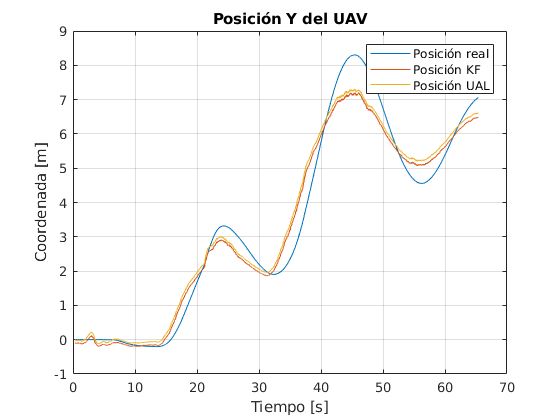 Posición Y del UAV
9
8
7
6
5
4
3
2
1
0
-1
Coordenada [m]
Posición real
Posición KF
Posición UAL
0 10 20 30 40 50 60 70
Tiempo [s]